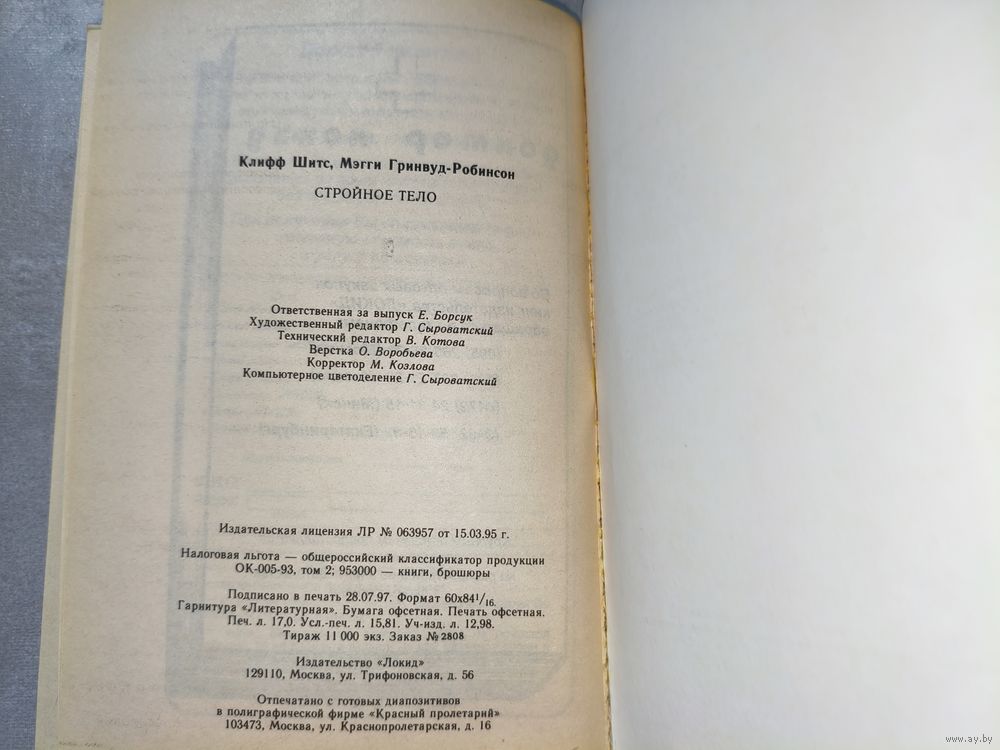 Клифф Шитс, Мэгги Гринвуд-Робинсон
СТРОЙНОЕ ТЕЛО
Ответственная за выпуск Е. Борсук
Художественный редактор Г. Сыроватский
Технический редактор В. Котова
Верстка О. Воробьева
Корректор М. Козлова
Компьютерное цветоделение Г. Сыроватский
Издательская лицензия ЛР № 063957 от 15.03.95 г.
Налоговая льгота — общероссийский классификатор продукции
ОК-005-93, том 2; 953000 — книги, брошюры
Подписано в печать 28.07.97. Формат 60х84¹/₁₆.
Гарнитура «Литературная». Бумага офсетная. Печать офсетная.
Печ. л. 17,0. Усл.-печ. л. 15,81. Уч-изд. л. 12,98.
Тираж 11 000 экз. Заказ № 2808
Издательство «Локид»
129110, Москва, ул. Трифоновская, д. 56
Отпечатано с готовых диапозитивов
в полиграфической фирме «Красный пролетарий»
103473, Москва, ул. Краснопролетарская, д. 16
www.ay.by